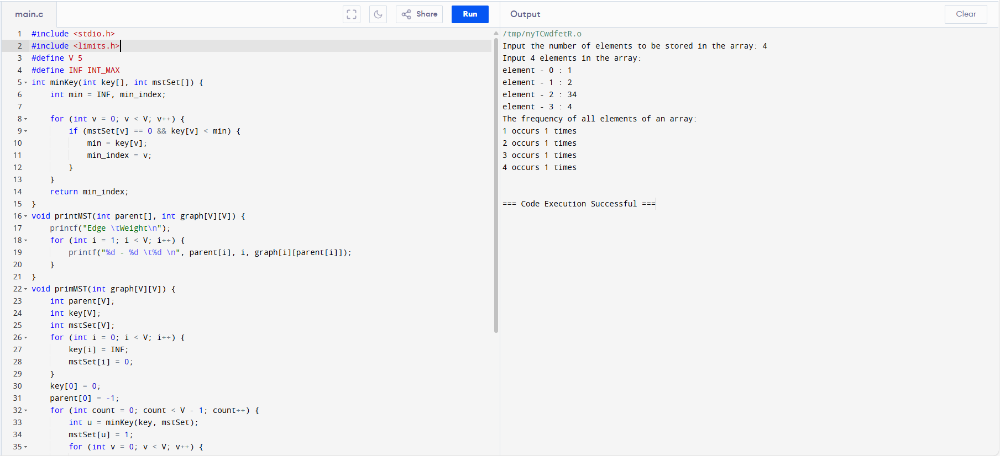 main.c
Share
Run
Output
Clear
1 #include <stdio.h>
2 #include <limits.h>
3 #define V 5
4 #define INF INT_MAX
5 int minKey(int key[], int mstSet[]) {
6     int min = INF, min_index;
7
8     for (int v = 0; v < V; v++) {
9         if (mstSet[v] == 0 && key[v] < min) {
10             min = key[v];
11             min_index = v;
12         }
13     }
14     return min_index;
15 }
16 void printMST(int parent[], int graph[V][V]) {
17     printf("Edge \tWeight\n");
18     for (int i = 1; i < V; i++) {
19         printf("%d - %d \t%d \n", parent[i], i, graph[i][parent[i]]);
20     }
21 }
22 void primMST(int graph[V][V]) {
23     int parent[V];
24     int key[V];
25     int mstSet[V];
26     for (int i = 0; i < V; i++) {
27         key[i] = INF;
28         mstSet[i] = 0;
29     }
30     key[0] = 0;
31     parent[0] = -1;
32     for (int count = 0; count < V - 1; count++) {
33         int u = minKey(key, mstSet);
34         mstSet[u] = 1;
35         for (int v = 0; v < V; v++) {
/tmp/nyTCwdfetR.o
Input the number of elements to be stored in the array: 4
Input 4 elements in the array:
element - 0 : 1
element - 1 : 2
element - 2 : 34
element - 3 : 4
The frequency of all elements of an array:
1 occurs 1 times
2 occurs 1 times
3 occurs 1 times
4 occurs 1 times
=== Code Execution Successful ===